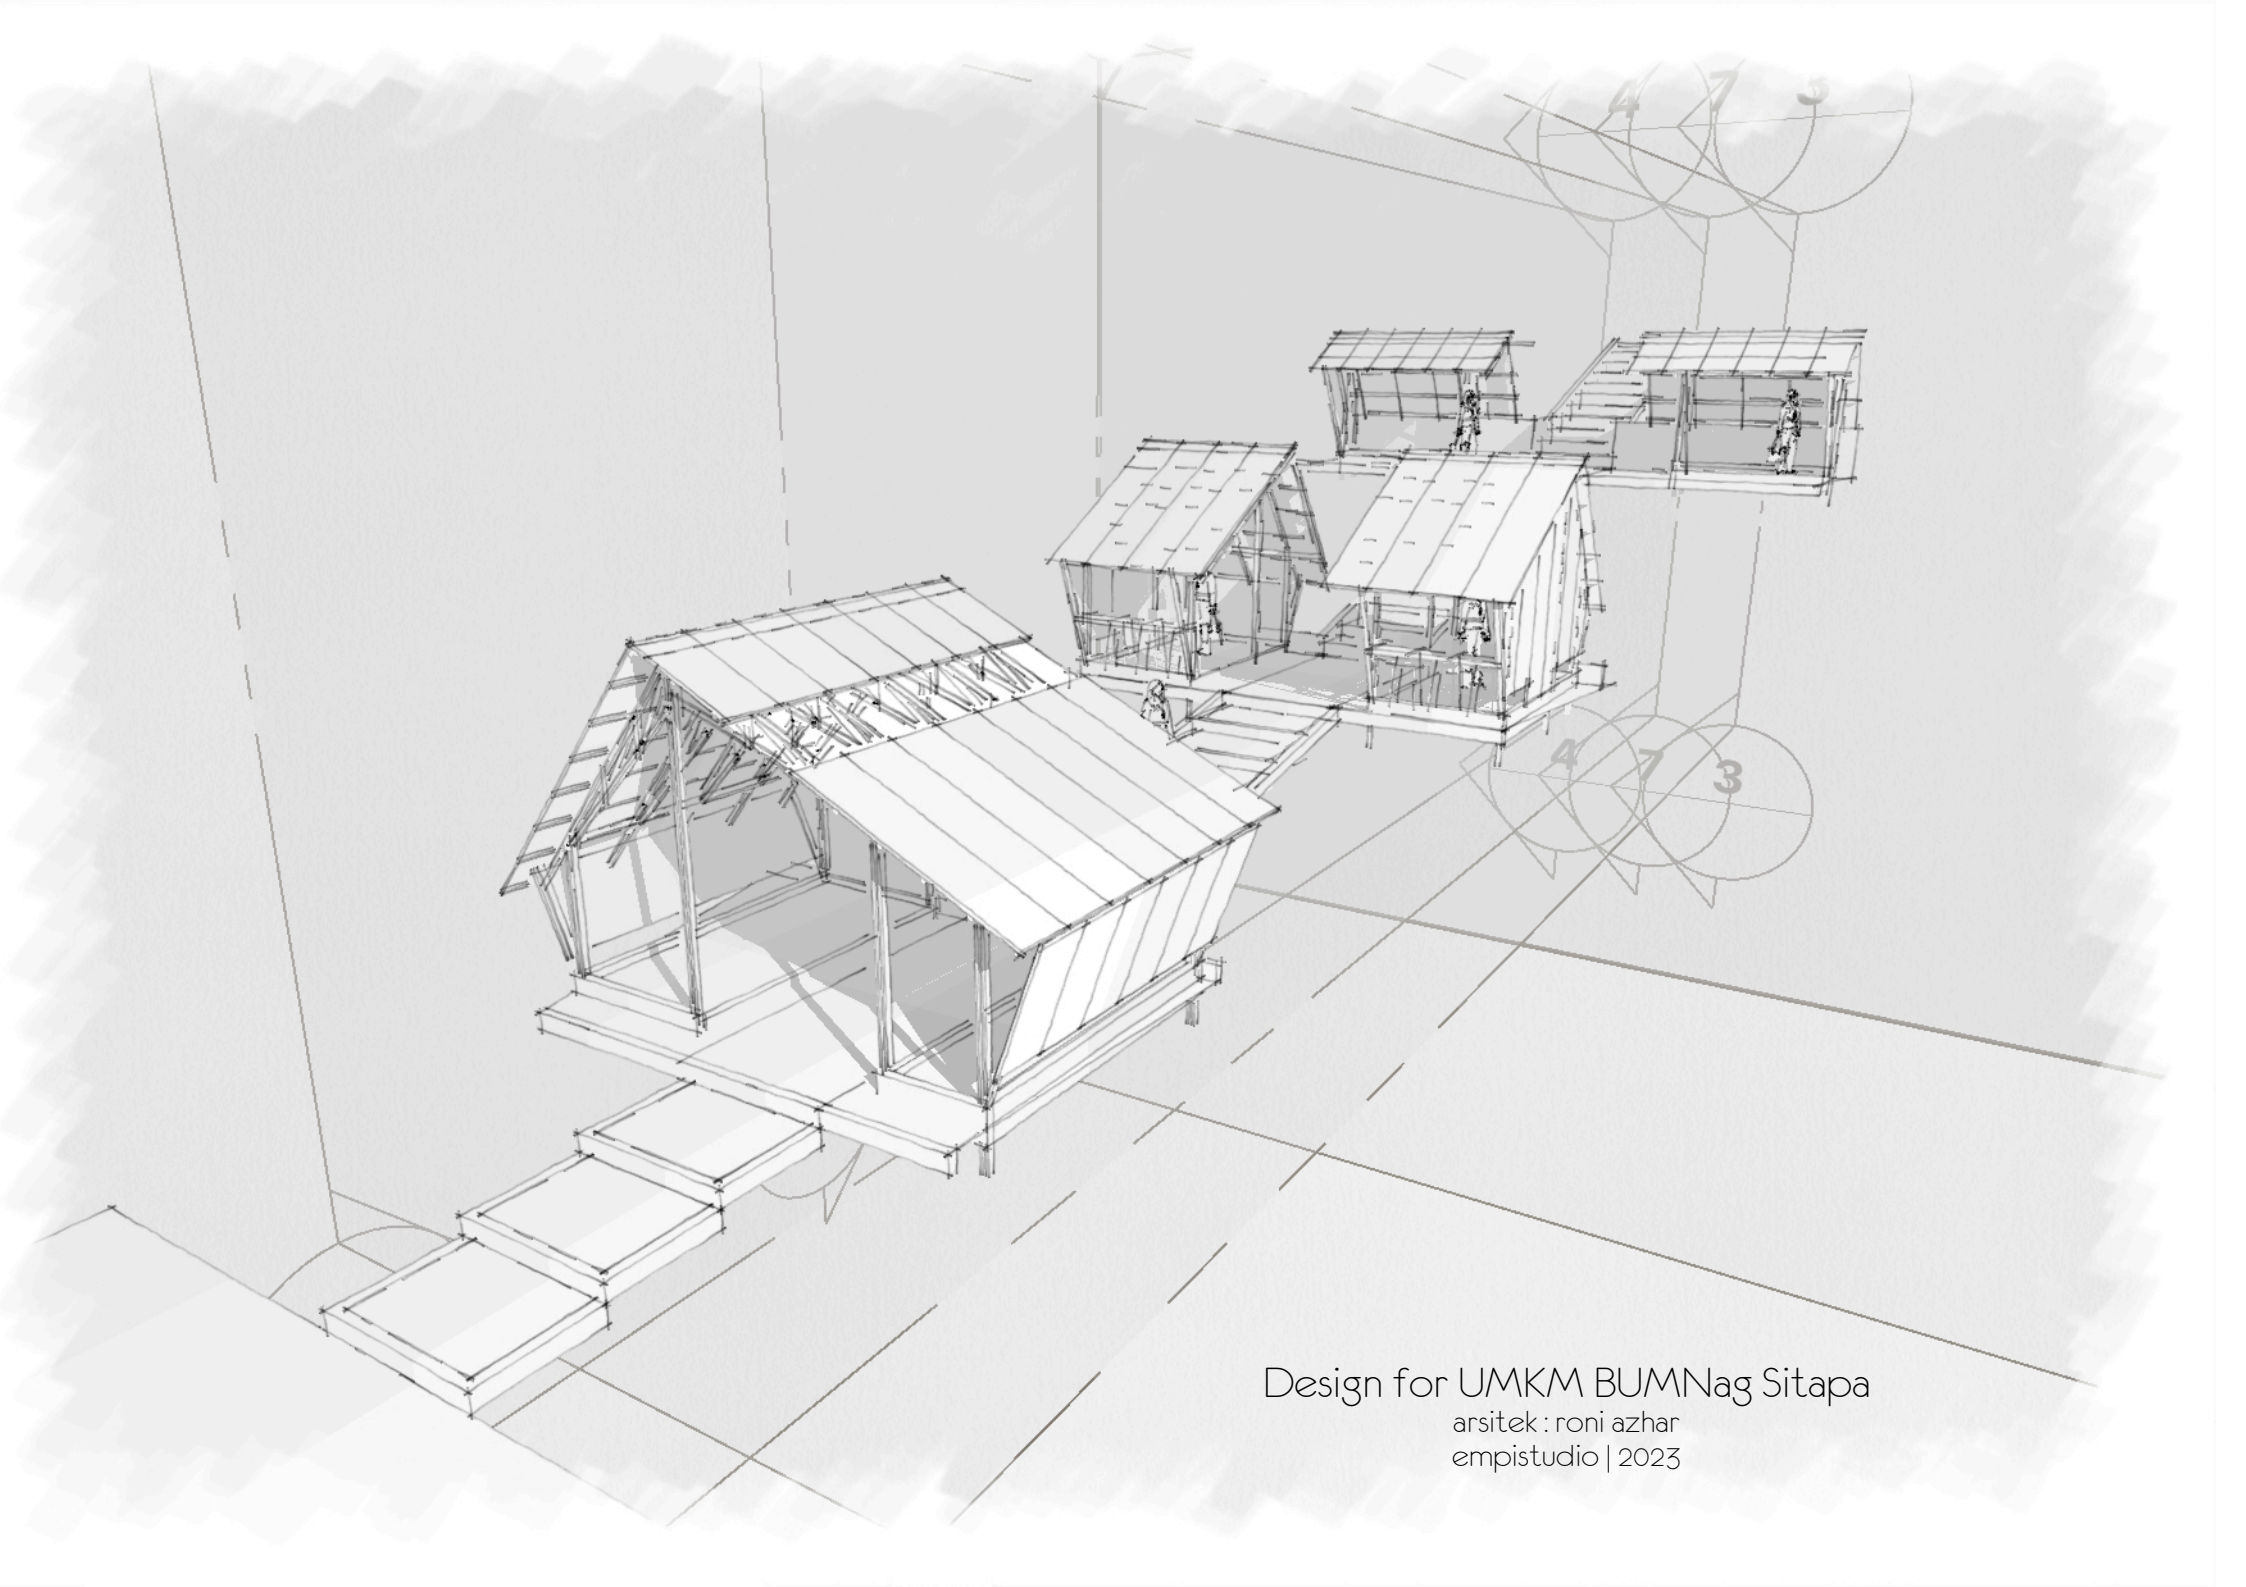 4 7 3
4 7 3
Design for UMKM BUMNag Sitapa
arsitek : roni azhar
empistudio | 2023